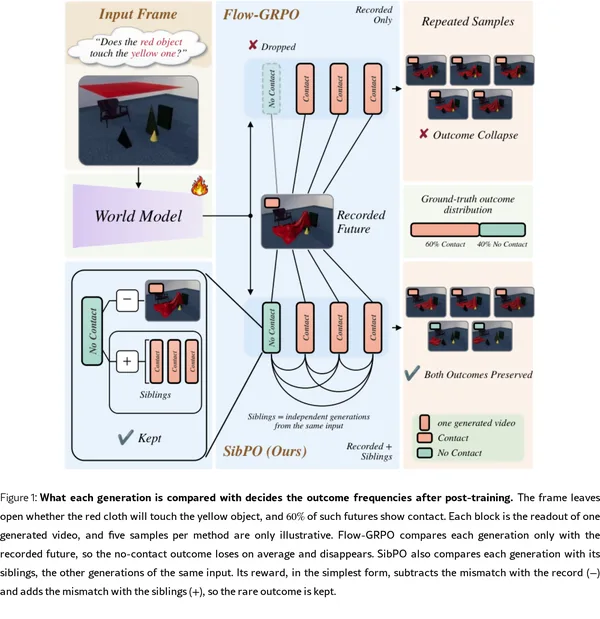 Input Frame
"Does the red object
touch the yellow one?"
World Model
Flow-GRPO
Recorded
Only
✘ Dropped
No Contact
Contact
Contact
Contact
Recorded
Future
Repeated Samples
✘ Outcome Collapse
Ground-truth outcome
distribution
60% Contact 40% No Contact
No Contact
−
+
Contact
Contact
Contact
Siblings
✔ Kept
No Contact
Contact
Contact
Contact
Siblings = independent generations
from the same input
SibPO (Ours)
Recorded +
Siblings
✔ Both Outcomes Preserved
one generated video
Contact
No Contact
Figure 1: What each generation is compared with decides the outcome frequencies after post-training. The frame leaves
open whether the red cloth will touch the yellow object, and 60% of such futures show contact. Each block is the readout of one
generated video, and five samples per method are only illustrative. Flow-GRPO compares each generation only with the
recorded future, so the no-contact outcome loses on average and disappears. SibPO also compares each generation with its
siblings, the other generations of the same input. Its reward, in the simplest form, subtracts the mismatch with the record (−)
and adds the mismatch with the siblings (+), so the rare outcome is kept.